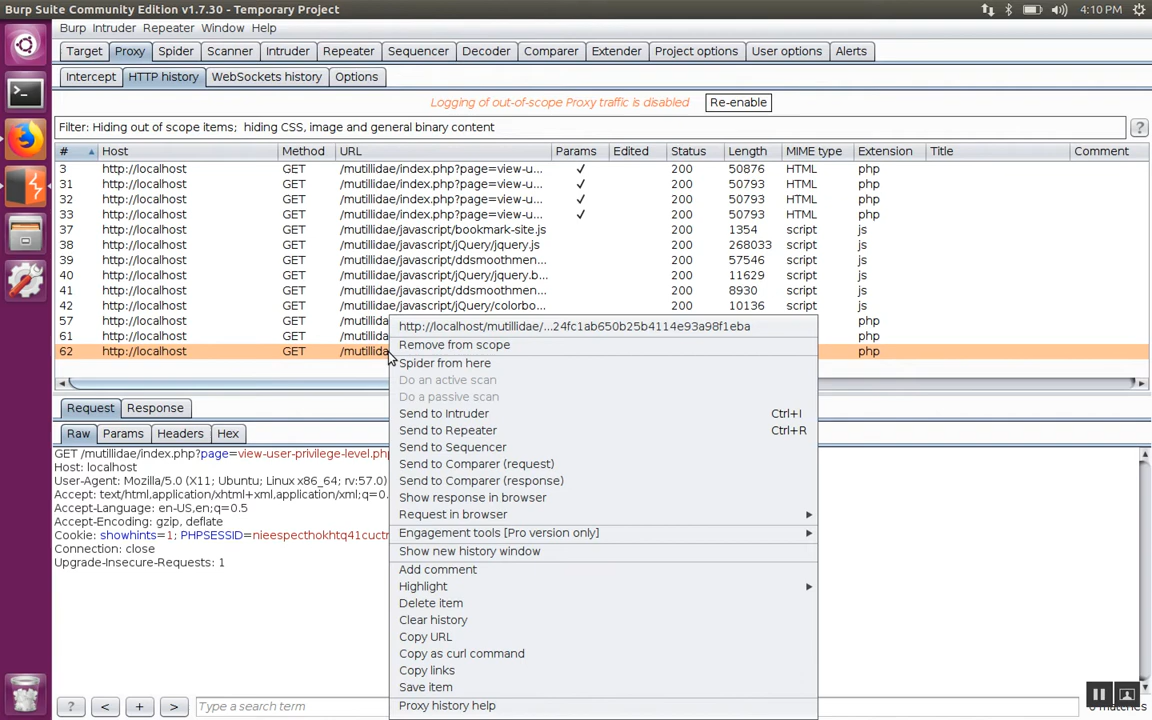 Burp Suite Community Edition v1.7.30 - Temporary Project 4:10 PM
Burp Intruder Repeater Window Help
Target Proxy Spider Scanner Intruder Repeater Sequencer Decoder Comparer Extender Project options User options Alerts
Intercept HTTP history WebSockets history Options
Logging of out-of-scope Proxy traffic is disabled Re-enable
Filter: Hiding out of scope items; hiding CSS, image and general binary content ?
# Host Method URL Params Edited Status Length MIME type Extension Title Comment
3 http://localhost GET /mutillidae/index.php?page=view-u... ✓ 200 50876 HTML php
31 http://localhost GET /mutillidae/index.php?page=view-u... ✓ 200 50793 HTML php
32 http://localhost GET /mutillidae/index.php?page=view-u... ✓ 200 50793 HTML php
33 http://localhost GET /mutillidae/index.php?page=view-u... ✓ 200 50793 HTML php
37 http://localhost GET /mutillidae/javascript/bookmark-site.js 200 1354 script js
38 http://localhost GET /mutillidae/javascript/jQuery/jquery.js 200 268033 script js
39 http://localhost GET /mutillidae/javascript/ddsmoothmen... 200 57546 script js
40 http://localhost GET /mutillidae/javascript/jQuery/jquery.b... 200 11629 script js
41 http://localhost GET /mutillidae/javascript/ddsmoothmen... 200 8930 script js
42 http://localhost GET /mutillidae/javascript/jQuery/colorbo... 200 10136 script js
57 http://localhost GET /mutillida php
61 http://localhost GET /mutillida php
62 http://localhost GET /mutillida php
http://localhost/mutillidae/...24fc1ab650b25b4114e93a98f1eba
Remove from scope
Spider from here
Do an active scan
Do a passive scan
Send to Intruder Ctrl+I
Send to Repeater Ctrl+R
Send to Sequencer
Send to Comparer (request)
Send to Comparer (response)
Show response in browser
Request in browser
Engagement tools [Pro version only]
Show new history window
Add comment
Highlight
Delete item
Clear history
Copy URL
Copy as curl command
Copy links
Save item
Proxy history help
Request Response
Raw Params Headers Hex
GET /mutillidae/index.php?page=view-user-privilege-level.php
Host: localhost
User-Agent: Mozilla/5.0 (X11; Ubuntu; Linux x86_64; rv:57.0)
Accept: text/html,application/xhtml+xml,application/xml;q=0.
Accept-Language: en-US,en;q=0.5
Accept-Encoding: gzip, deflate
Cookie: showhints=1; PHPSESSID=nieespecthokhtq41cuctr
Connection: close
Upgrade-Insecure-Requests: 1
? < + > Type a search term matches